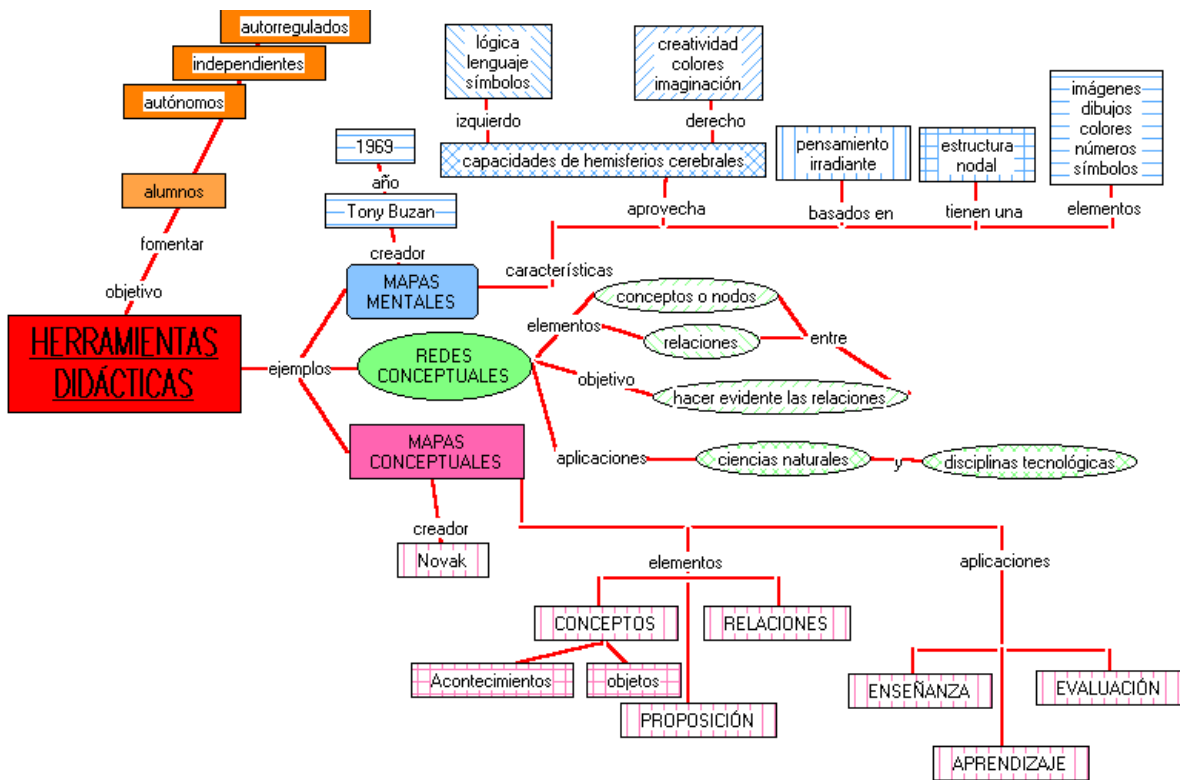 autorregulados
independientes
autónomos
alumnos
fomentar
objetivo
HERRAMIENTAS
DIDÁCTICAS
ejemplos
1969
año
Tony Buzan
creador
MAPAS
MENTALES
características
lógica
lenguaje
símbolos
izquierdo
creatividad
colores
imaginación
derecho
capacidades de hemisferios cerebrales
aprovecha
pensamiento
irradiante
basados en
estructura
nodal
tienen una
imágenes
dibujos
colores
números
símbolos
elementos
REDES
CONCEPTUALES
elementos
conceptos o nodos
relaciones
entre
objetivo
hacer evidente las relaciones
aplicaciones
ciencias naturales
y
disciplinas tecnológicas
MAPAS
CONCEPTUALES
creador
Novak
elementos
CONCEPTOS
RELACIONES
Acontecimientos
objetos
PROPOSICIÓN
aplicaciones
ENSEÑANZA
EVALUACIÓN
APRENDIZAJE